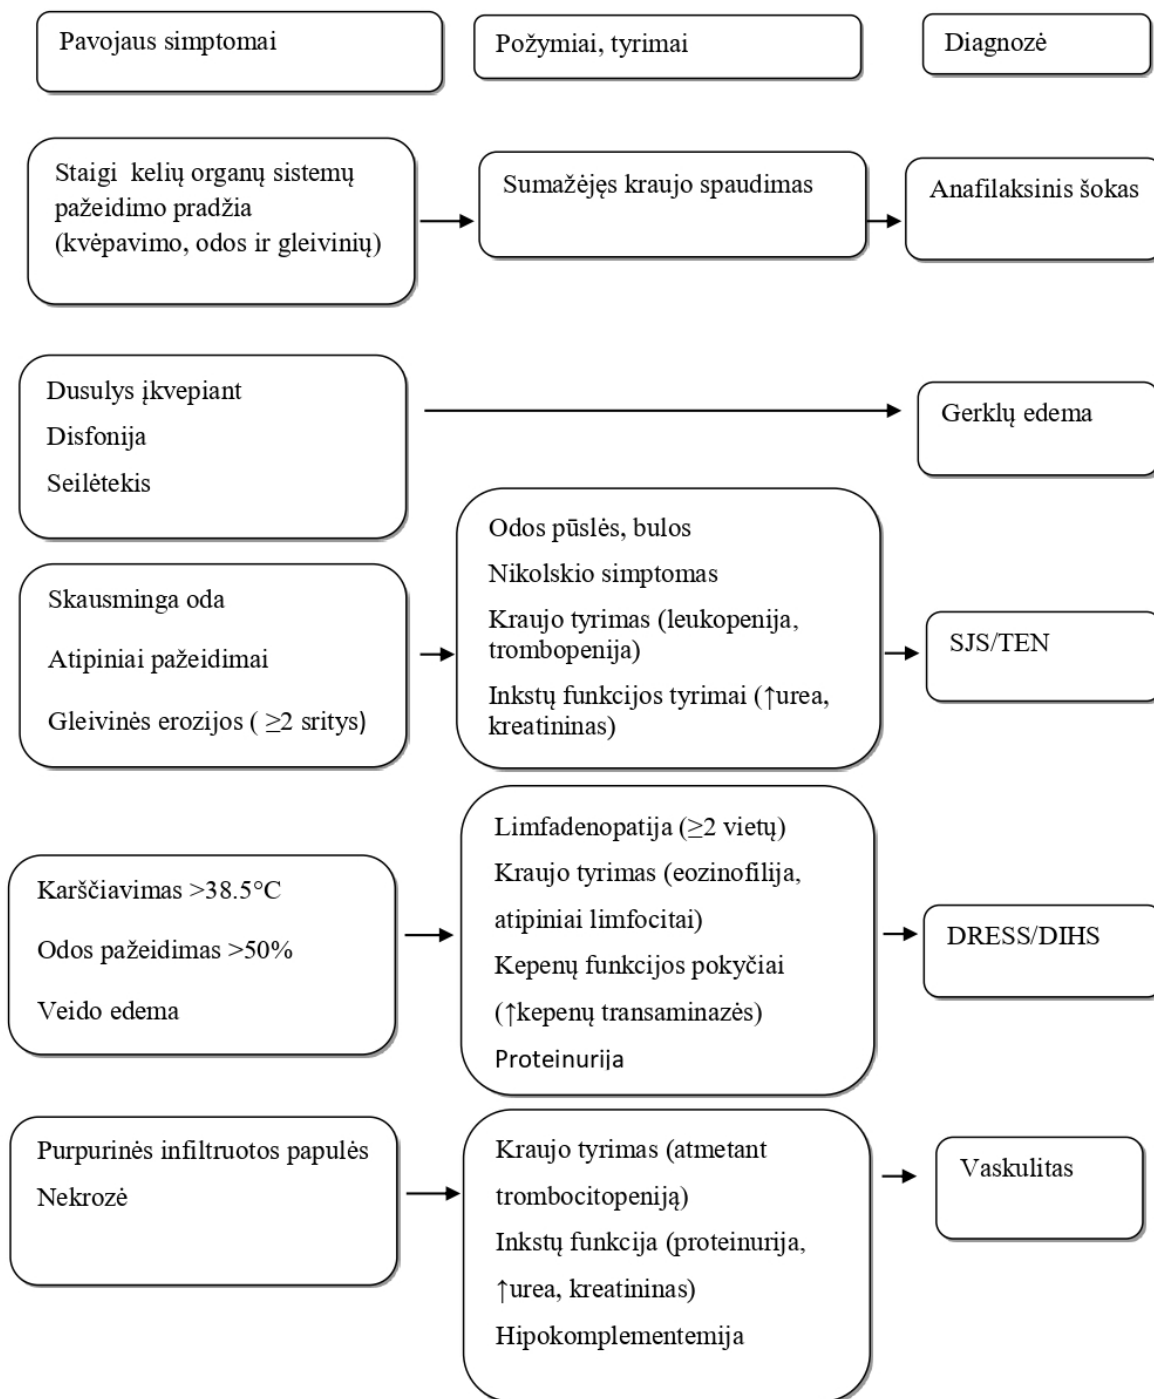 Pavojaus simptomai
Požymiai, tyrimai
Diagnozė
Staigi kelių organų sistemų
pažeidimo pradžia
(kvėpavimo, odos ir gleivinių)
Sumažėjęs kraujo spaudimas
Anafilaksinis šokas
Dusulys įkvepiant
Disfonija
Seilėtekis
Gerklų edema
Skausminga oda
Atipiniai pažeidimai
Gleivinės erozijos ( ≥2 sritys)
Odos pūslės, bulos
Nikolskio simptomas
Kraujo tyrimas (leukopenija,
trombopenija)
Inkstų funkcijos tyrimai (↑urea,
kreatininas)
SJS/TEN
Karščiavimas >38.5°C
Odos pažeidimas >50%
Veido edema
Limfadenopatija (≥2 vietų)
Kraujo tyrimas (eozinofilija,
atipiniai limfocitai)
Kepenų funkcijos pokyčiai
(↑kepenų transaminazės)
Proteinurija
DRESS/DIHS
Purpurinės infiltruotos papulės
Nekrozė
Kraujo tyrimas (atmetant
trombocitopeniją)
Inkstų funkcija (proteinurija,
↑urea, kreatininas)
Hipokomplementemija
Vaskulitas